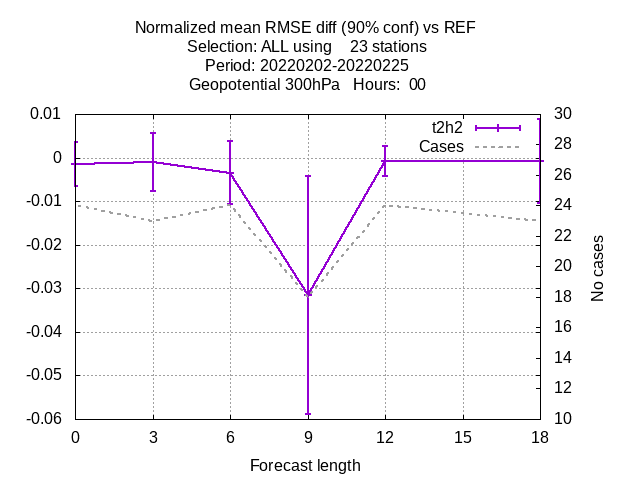 Normalized mean RMSE diff (90% conf) vs REF
Selection: ALL using 23 stations
Period: 20220202-20220225
Geopotential 300hPa Hours: 00
t2h2
Cases
0.01
0
-0.01
-0.02
-0.03
-0.04
-0.05
-0.06
30
28
26
24
22
20
18
16
14
12
10
No cases
0 3 6 9 12 15 18
Forecast length